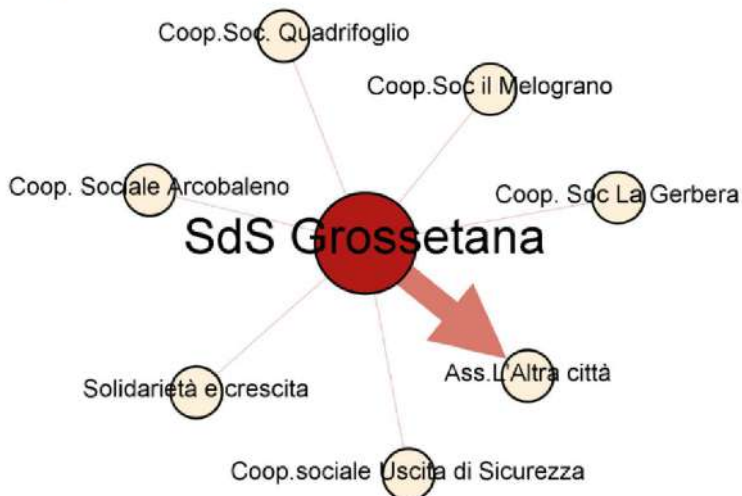 Coop.Soc. Quadrifoglio
Coop.Soc il Melograno
Coop. Sociale Arcobaleno
Coop. Soc La Gerbera
SdS Grossetana
Ass.L'Altra città
Solidarietà e crescita
Coop.sociale Uscita di Sicurezza